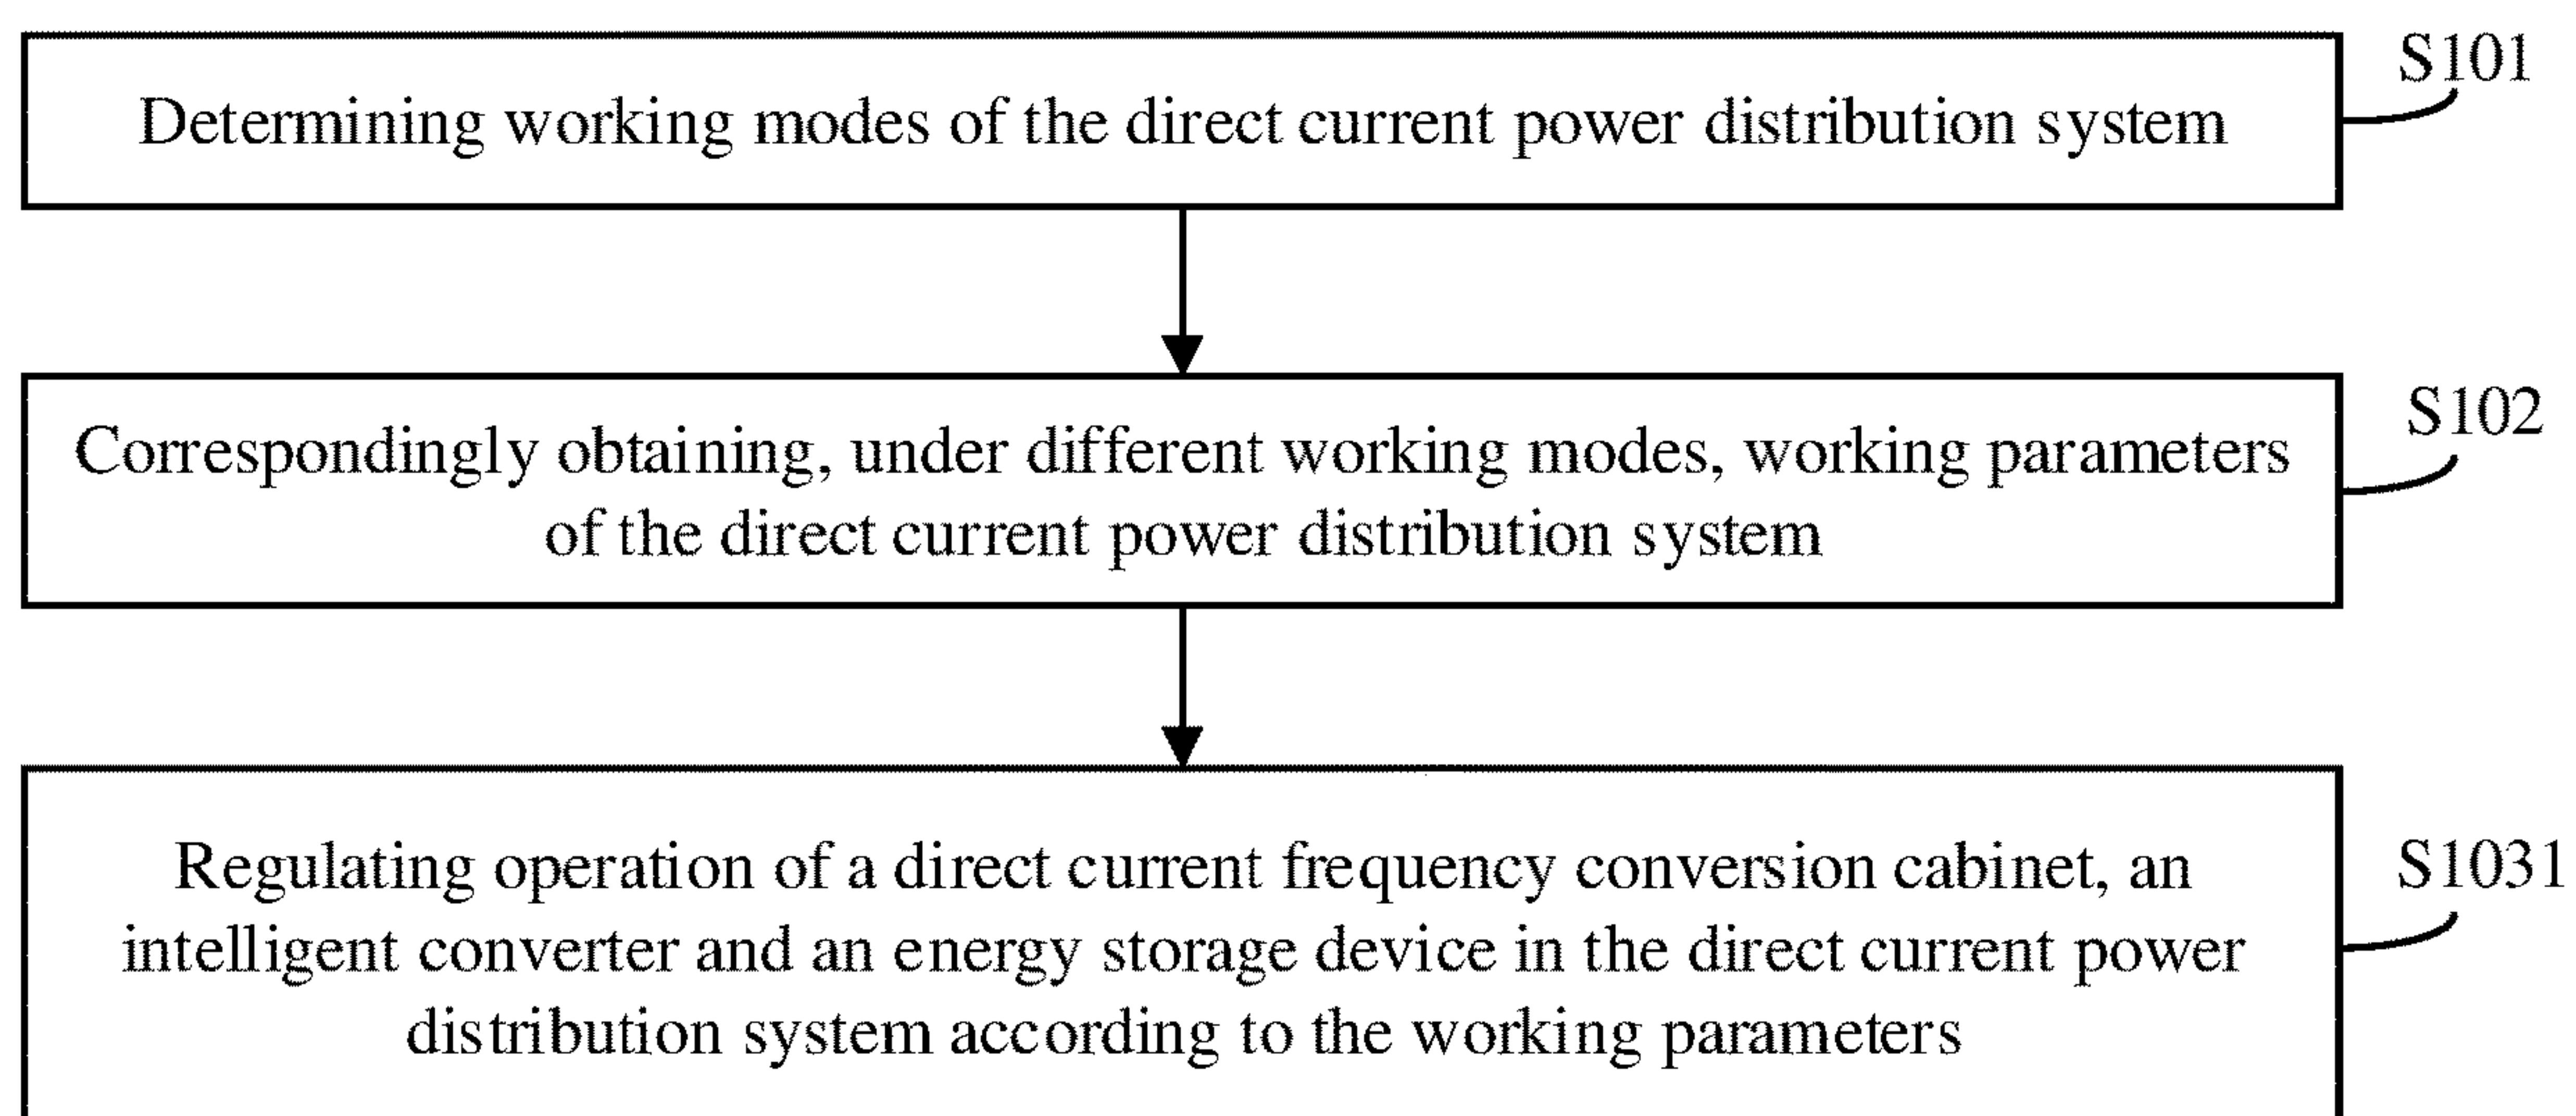 S101
Determining working modes of the direct current power distribution system
S102
Correspondingly obtaining, under different working modes, working parameters
of the direct current power distribution system
S1031
Regulating operation of a direct current frequency conversion cabinet, an
intelligent converter and an energy storage device in the direct current power
distribution system according to the working parameters